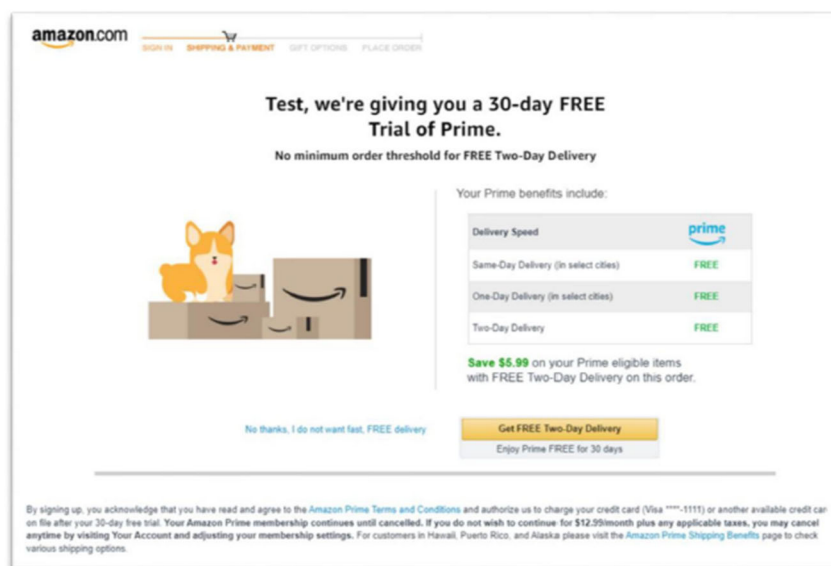 amazon.com
SIGN IN SHIPPING & PAYMENT GIFT OPTIONS PLACE ORDER
Test, we're giving you a 30-day FREE
Trial of Prime.
No minimum order threshold for FREE Two-Day Delivery
Your Prime benefits include:
Delivery Speed prime
Same-Day Delivery (in select cities) FREE
One-Day Delivery (in select cities) FREE
Two-Day Delivery FREE
Save $5.99 on your Prime eligible items
with FREE Two-Day Delivery on this order.
No thanks, I do not want fast, FREE delivery
Get FREE Two-Day Delivery
Enjoy Prime FREE for 30 days
By signing up, you acknowledge that you have read and agree to the Amazon Prime Terms and Conditions and authorize us to charge your credit card (Visa ****-1111) or another available credit car
on file after your 30-day free trial. Your Amazon Prime membership continues until cancelled. If you do not wish to continue for $12.99/month plus any applicable taxes, you may cancel
anytime by visiting Your Account and adjusting your membership settings. For customers in Hawaii, Puerto Rico, and Alaska please visit the Amazon Prime Shipping Benefits page to check
various shipping options.